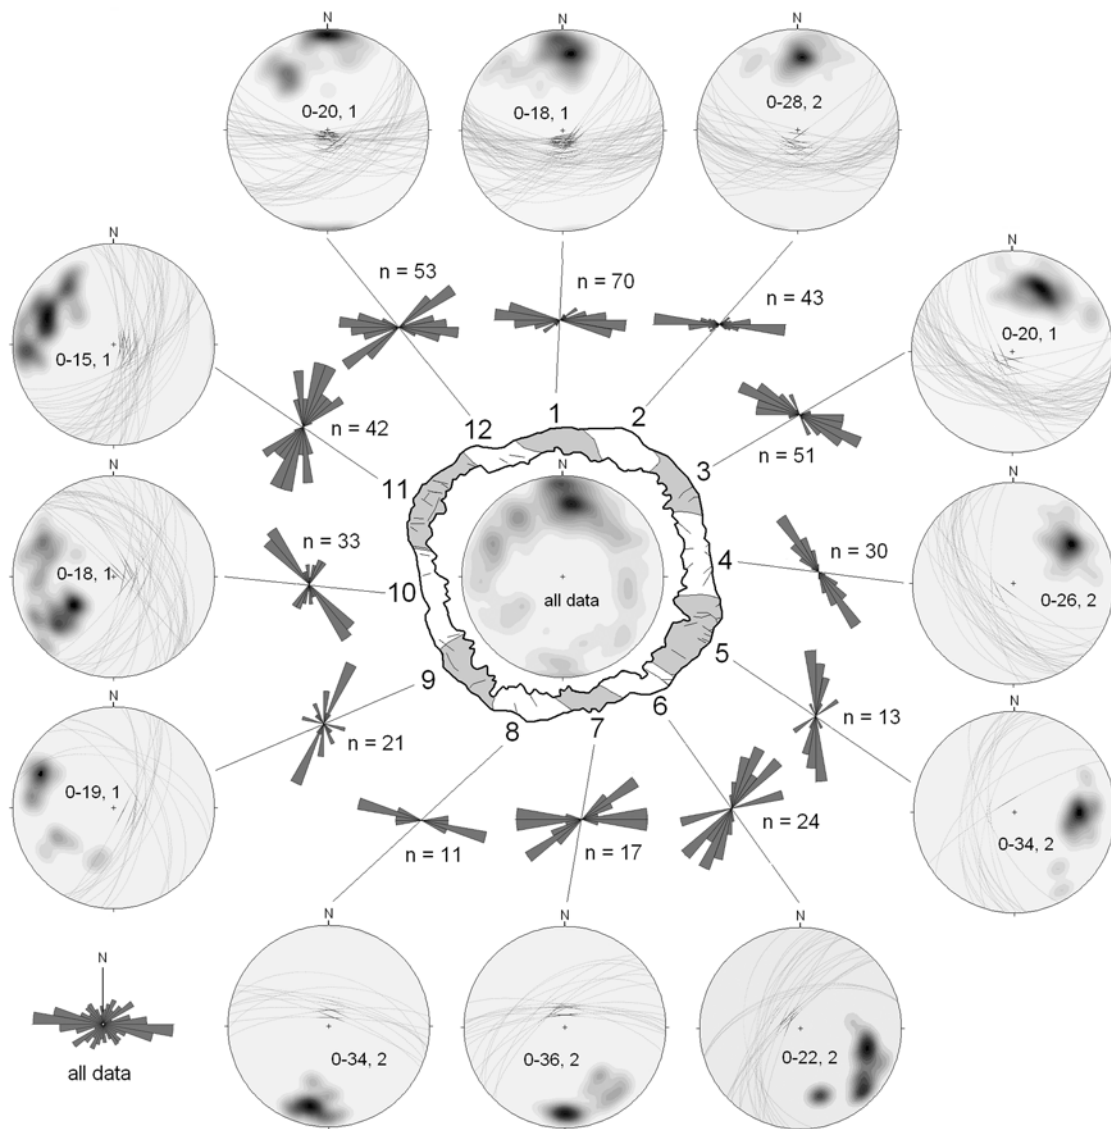 N
N
N
0-20, 1
0-18, 1
0-28, 2
N
N
n = 53
n = 70
n = 43
0-15, 1
0-20, 1
n = 42
n = 51
1
2
12
3
11
N
N
N
n = 33
n = 30
4
0-18, 1
0-26, 2
10
all data
5
9
6
8
7
N
N
n = 21
n = 13
0-19, 1
n = 11
n = 17
n = 24
0-34, 2
N
N
N
N
0-34, 2
0-36, 2
0-22, 2
all data